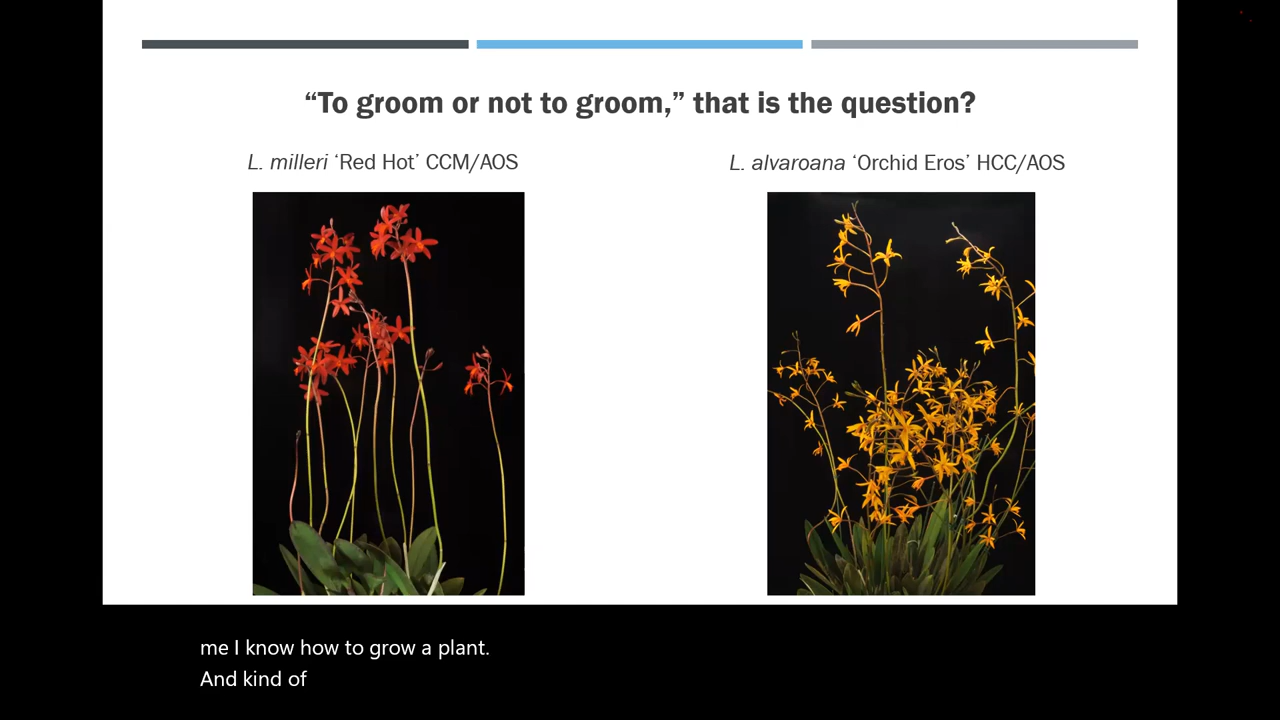 “To groom or not to groom,” that is the question?
L. milleri ‘Red Hot’ CCM/AOS
L. alvaroana ‘Orchid Eros’ HCC/AOS
me I know how to grow a plant.
And kind of